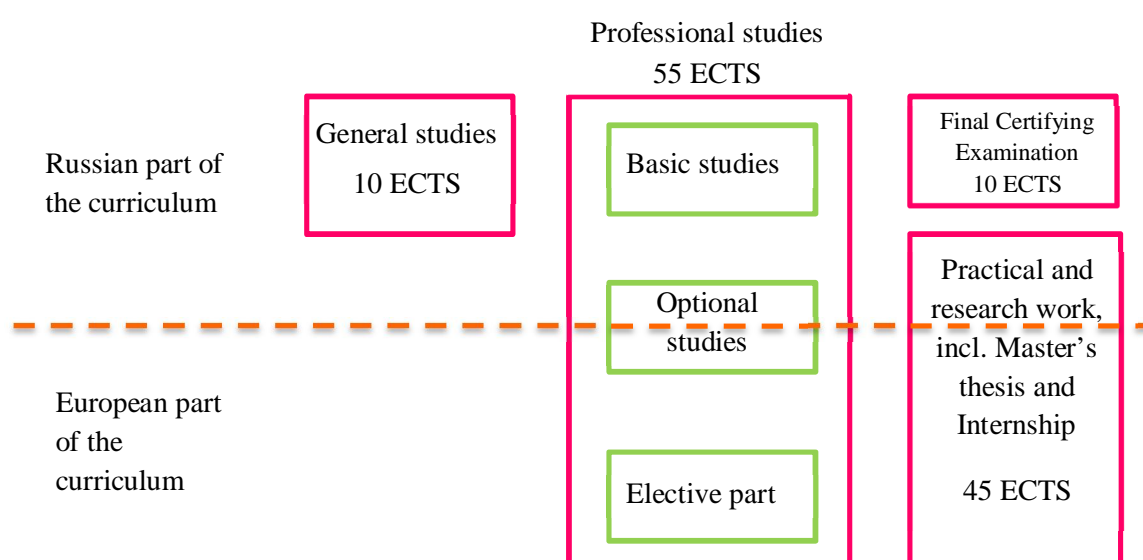 Professional studies
55 ECTS
Russian part of
the curriculum
General studies
10 ECTS
Basic studies
Final Certifying
Examination
10 ECTS
Optional
studies
Practical and
research work,
incl. Master’s
thesis and
Internship
45 ECTS
European part
of the
curriculum
Elective part